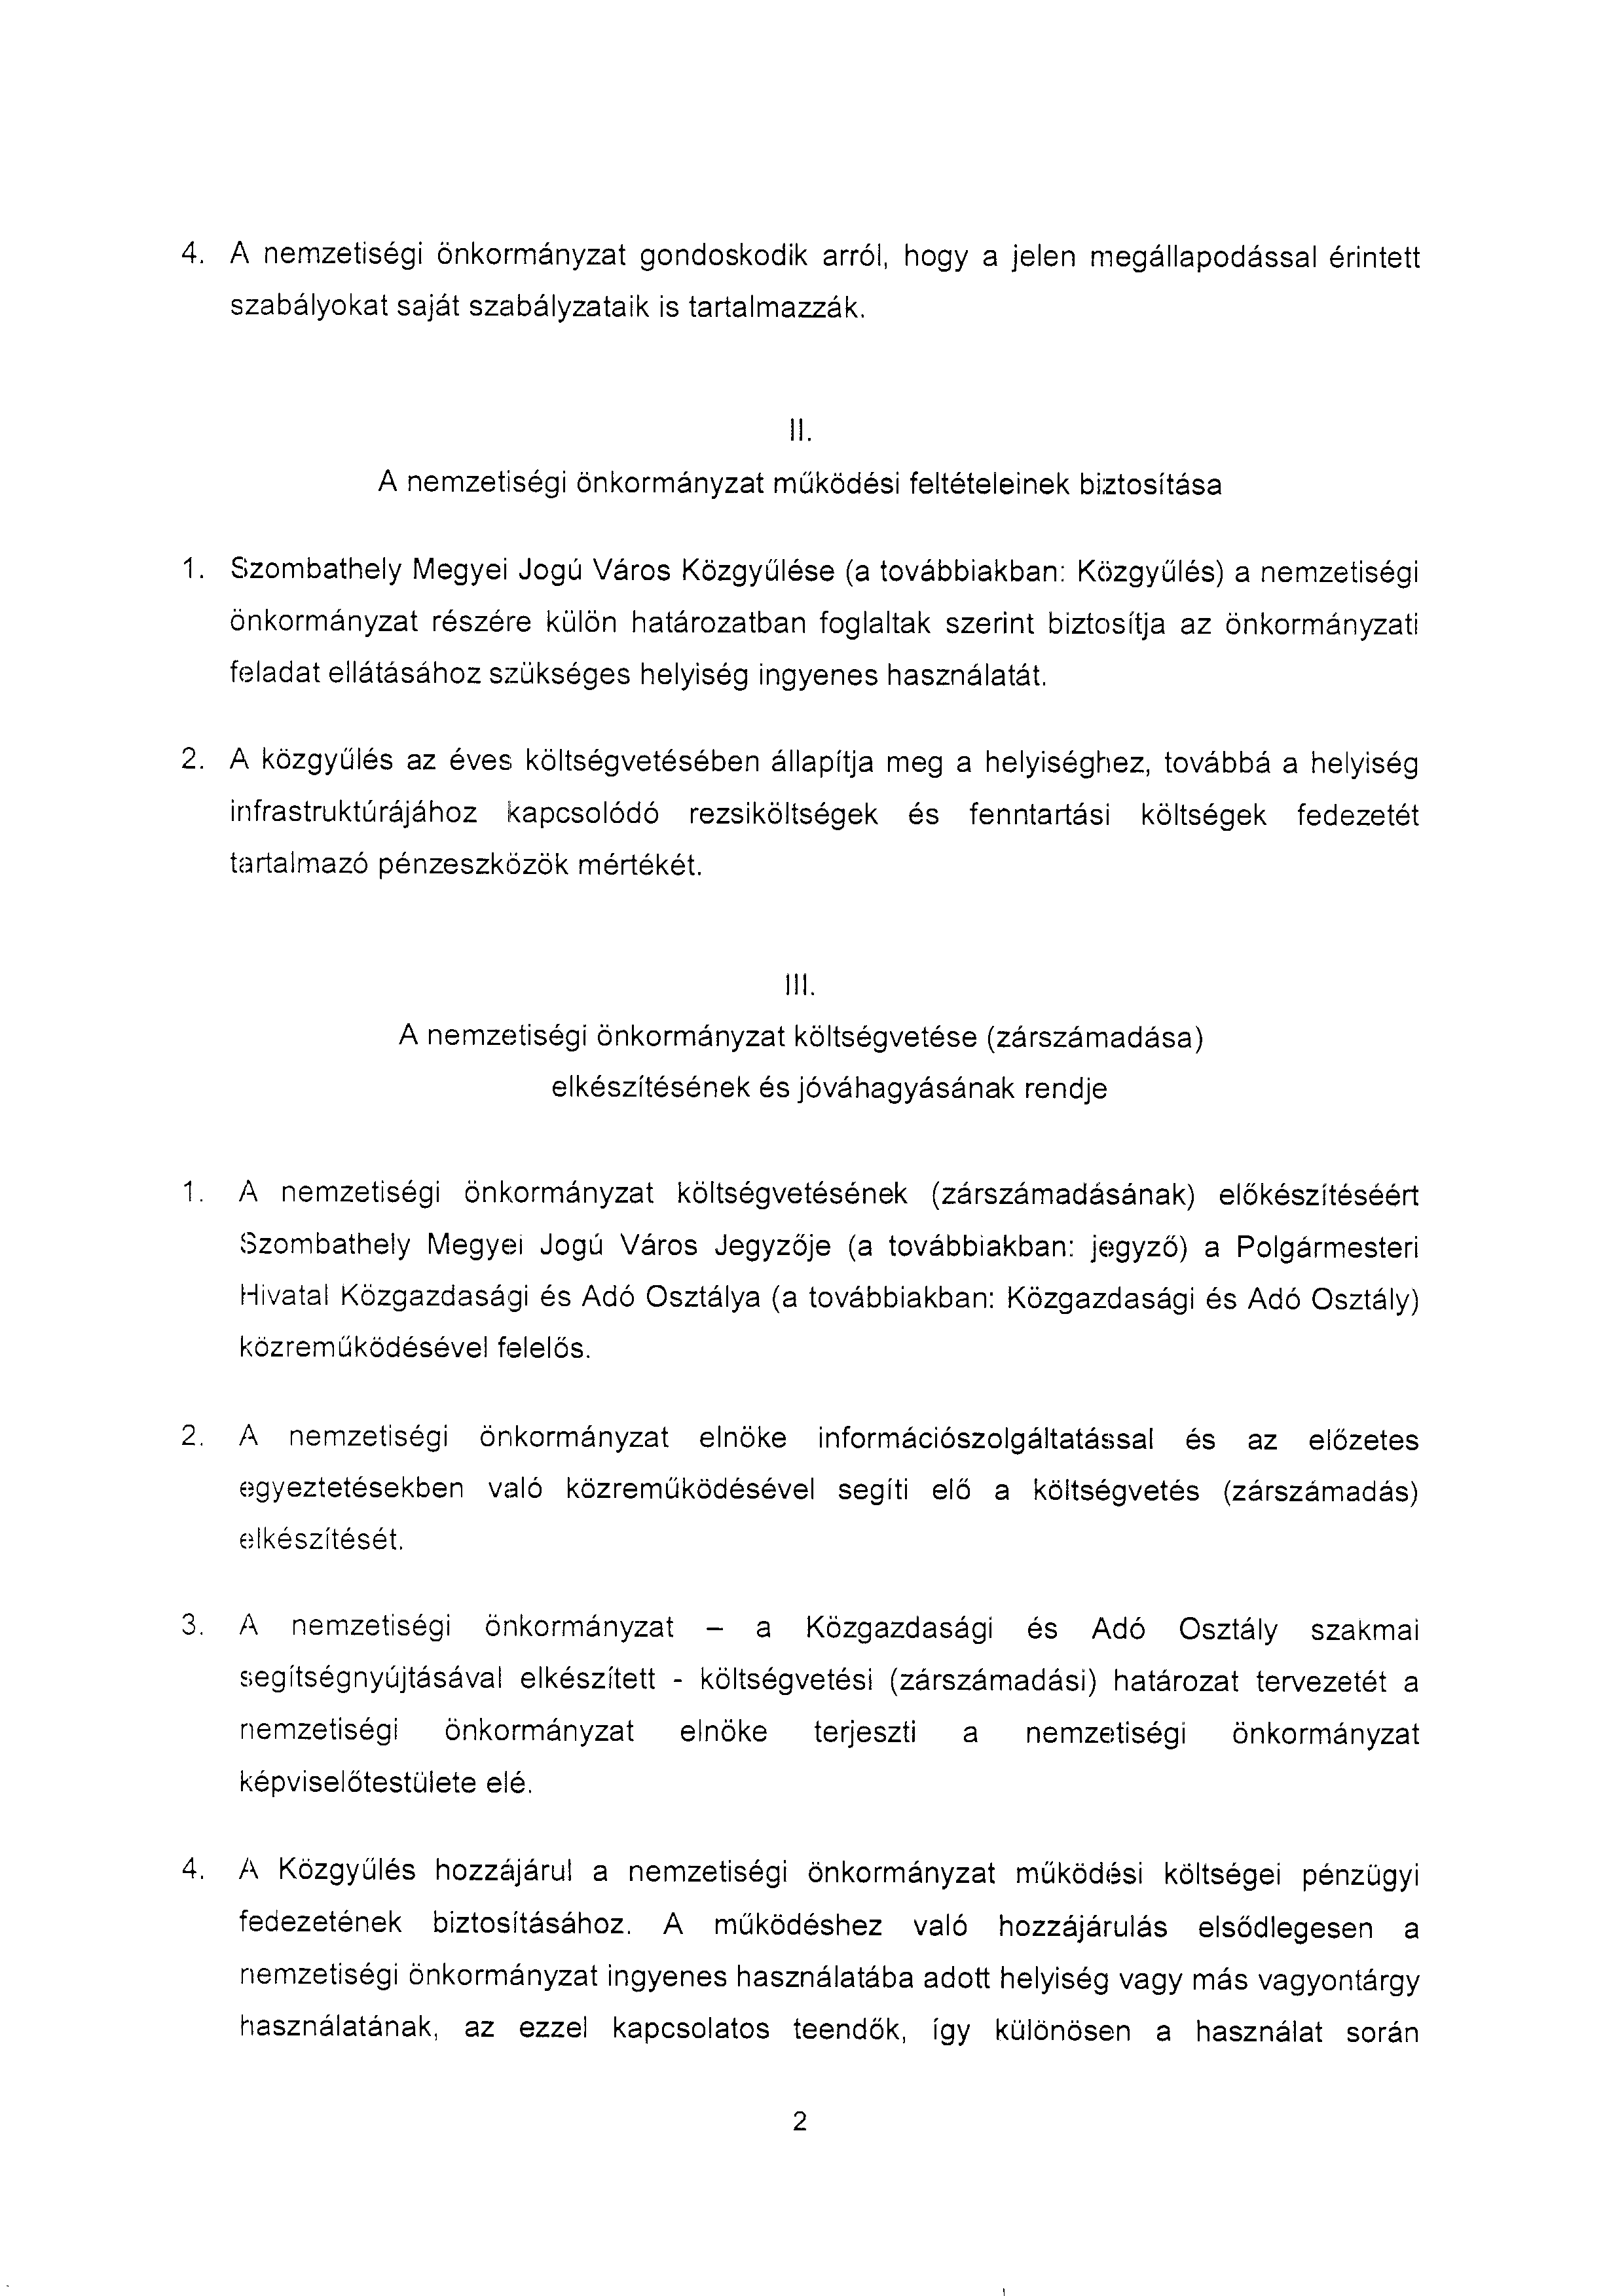 4. A nemzetiségi önkormányzat gondoskodik arról, hogy a jelen megállapodással érintett
szabályokat saját szabályzataik is tartalmazzák.
II.
A nemzetiségi önkormányzat működési feltételeinek biztosítása
1. Szombathely Megyei Jogú Város Közgyűlése (a továbbiakban: Közgyűlés) a nemzetiségi
önkormányzat részére külön határozatban foglaltak szerint biztosítja az önkormányzati
feladat ellátásához szükséges helyiség ingyenes használatát.
2. A közgyűlés az éves költségvetésében állapítja meg a helyiséghez, továbbá a helyiség
infrastruktúrájához kapcsolódó rezsiköltségek és fenntartási költségek fedezetét
tartalmazó pénzeszközök mértékét.
III.
A nemzetiségi önkormányzat költségvetése (zárszámadása)
elkészítésének és jóváhagyásának rendje
1. A nemzetiségi önkormányzat költségvetésének (zárszámadásának) előkészítéséért
Szombathely Megyei Jogú Város Jegyzője (a továbbiakban: jegyző) a Polgármesteri
Hivatal Közgazdasági és Adó Osztálya (a továbbiakban: Közgazdasági és Adó Osztály)
közreműködésével felelős.
2. A nemzetiségi önkormányzat elnöke információszolgáltatással és az előzetes
egyeztetésekben való közreműködésével segíti elő a költségvetés (zárszámadás)
elkészítését.
3. A nemzetiségi önkormányzat – a Közgazdasági és Adó Osztály szakmai
segítségnyújtásával elkészített - költségvetési (zárszámadási) határozat tervezetét a
nemzetiségi önkormányzat elnöke terjeszti a nemzetiségi önkormányzat
képviselőtestülete elé.
4. A Közgyűlés hozzájárul a nemzetiségi önkormányzat működési költségei pénzügyi
fedezetének biztosításához. A működéshez való hozzájárulás elsődlegesen a
nemzetiségi önkormányzat ingyenes használatába adott helyiség vagy más vagyontárgy
használatának, az ezzel kapcsolatos teendők, így különösen a használat során
2